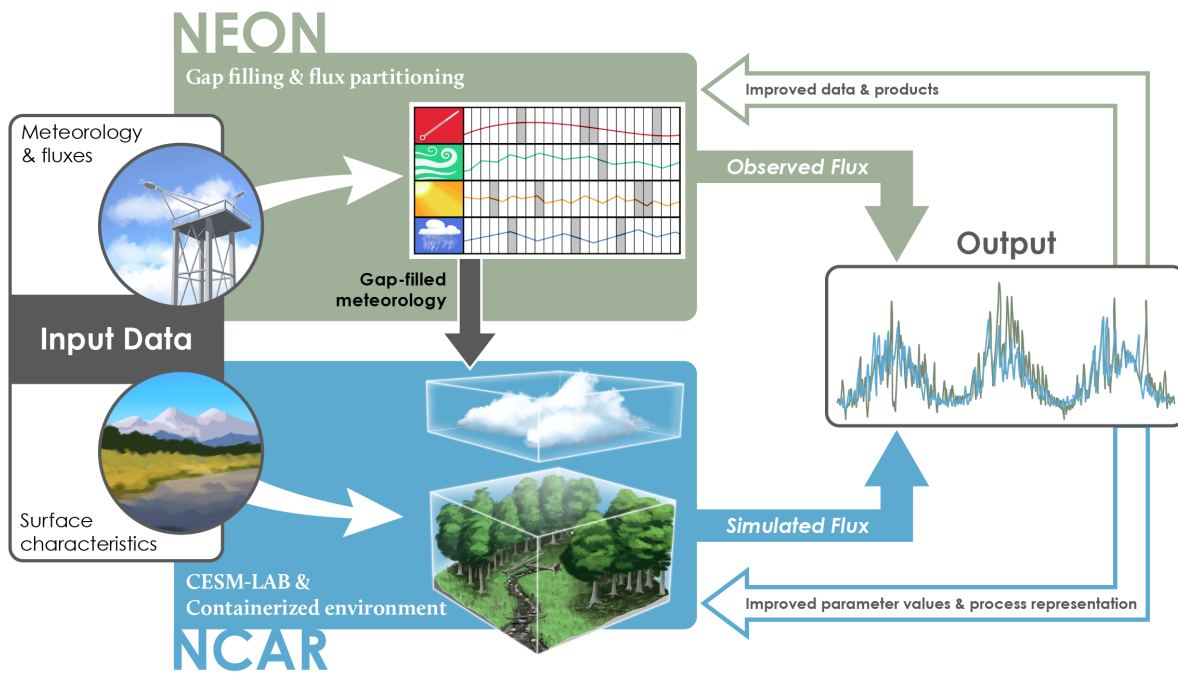 NEON
Gap filling & flux partitioning
Improved data & products
Meteorology
& fluxes
Observed Flux
Output
Gap-filled
meteorology
Input Data
Simulated Flux
Surface
characteristics
CESM-LAB &
Containerized environment
Improved parameter values & process representation
NCAR